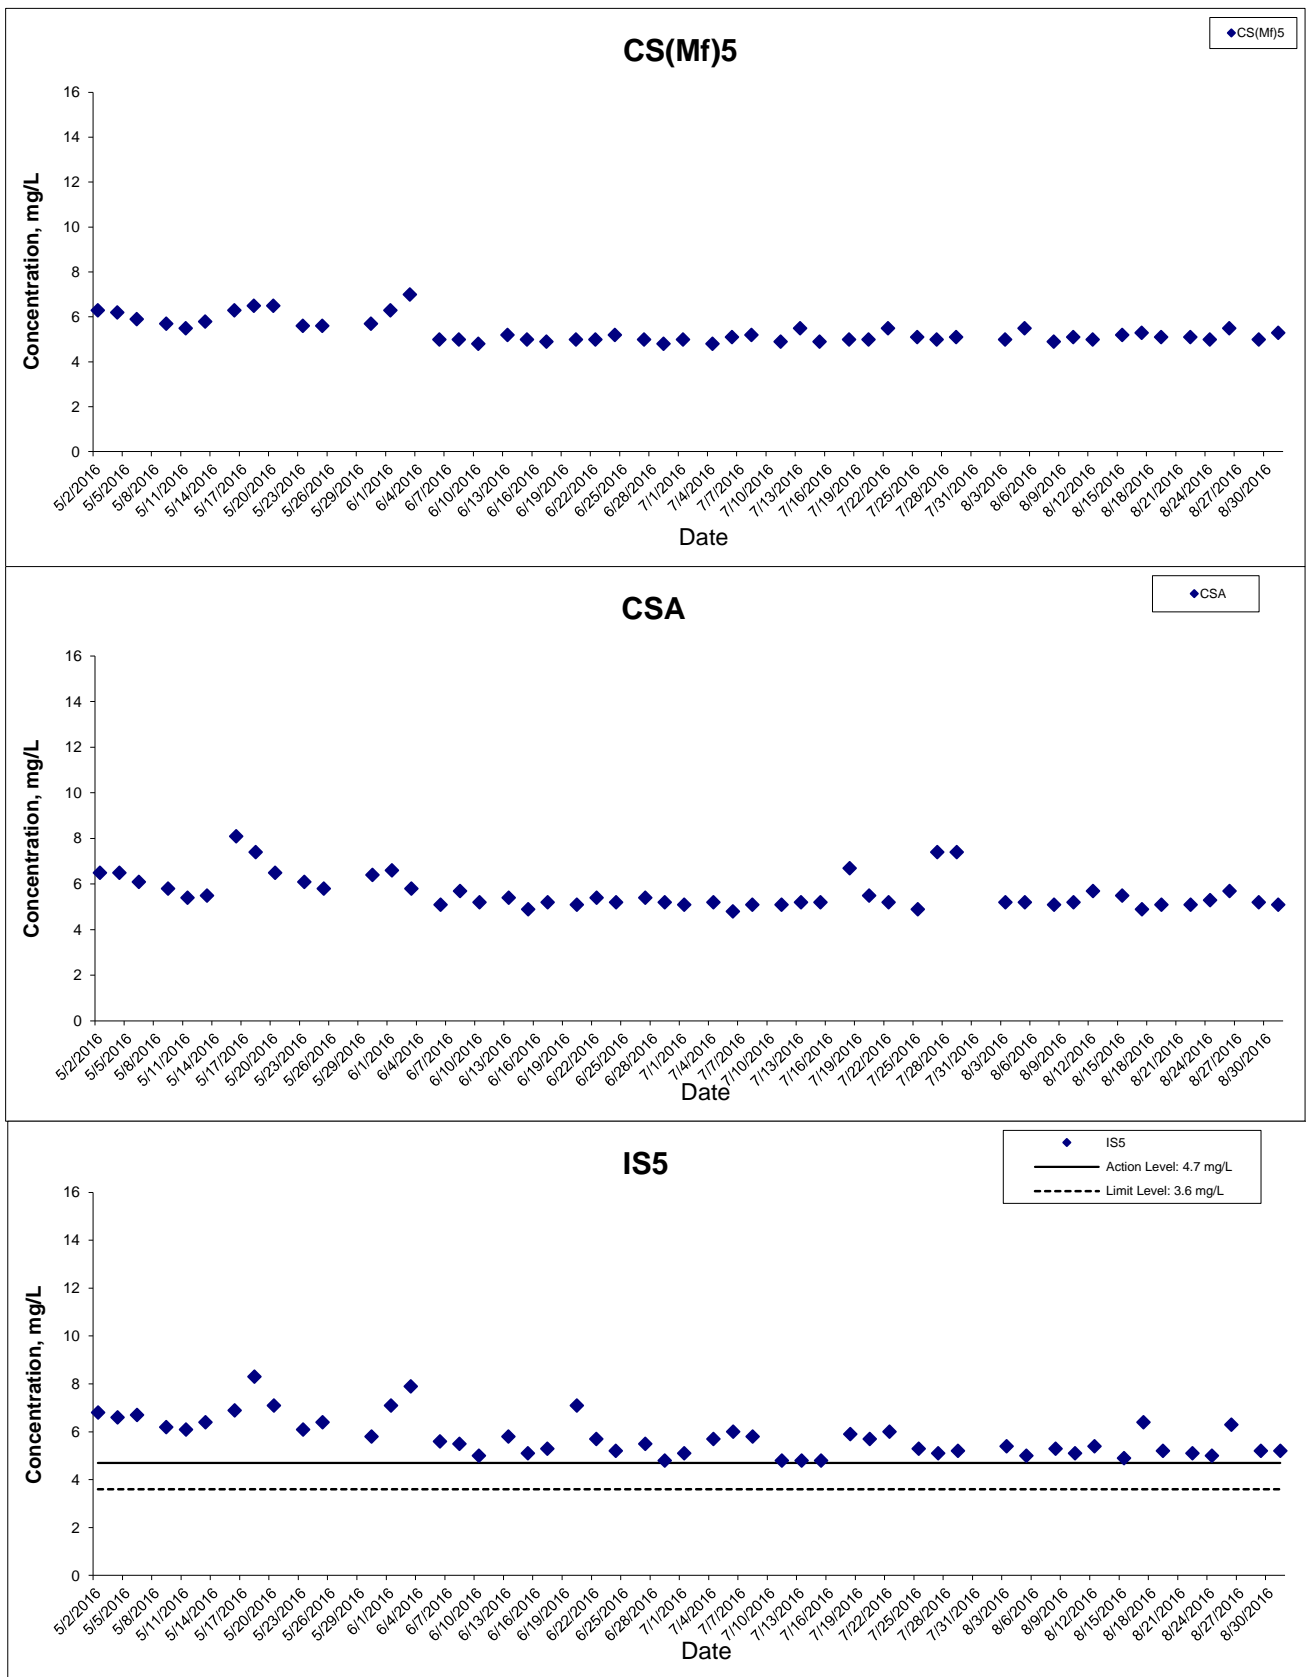 CS(Mf)5
CS(Mf)5
16
14
12
10
8
6
4
2
0
Concentration, mg/L
5/2/2016 5/5/2016 5/8/2016 5/11/2016 5/14/2016 5/17/2016 5/20/2016 5/23/2016 5/26/2016 5/29/2016 6/1/2016 6/4/2016 6/7/2016 6/10/2016 6/13/2016 6/16/2016 6/19/2016 6/22/2016 6/25/2016 6/28/2016 7/1/2016 7/4/2016 7/7/2016 7/10/2016 7/13/2016 7/16/2016 7/19/2016 7/22/2016 7/25/2016 7/28/2016 7/31/2016 8/3/2016 8/6/2016 8/9/2016 8/12/2016 8/15/2016 8/18/2016 8/21/2016 8/24/2016 8/27/2016 8/30/2016
Date
CSA
CSA
16
14
12
10
8
6
4
2
0
Concentration, mg/L
5/2/2016 5/5/2016 5/8/2016 5/11/2016 5/14/2016 5/17/2016 5/20/2016 5/23/2016 5/26/2016 5/29/2016 6/1/2016 6/4/2016 6/7/2016 6/10/2016 6/13/2016 6/16/2016 6/19/2016 6/22/2016 6/25/2016 6/28/2016 7/1/2016 7/4/2016 7/7/2016 7/10/2016 7/13/2016 7/16/2016 7/19/2016 7/22/2016 7/25/2016 7/28/2016 7/31/2016 8/3/2016 8/6/2016 8/9/2016 8/12/2016 8/15/2016 8/18/2016 8/21/2016 8/24/2016 8/27/2016 8/30/2016
Date
IS5
IS5
Action Level: 4.7 mg/L
Limit Level: 3.6 mg/L
16
14
12
10
8
6
4
2
0
Concentration, mg/L
5/2/2016 5/5/2016 5/8/2016 5/11/2016 5/14/2016 5/17/2016 5/20/2016 5/23/2016 5/26/2016 5/29/2016 6/1/2016 6/4/2016 6/7/2016 6/10/2016 6/13/2016 6/16/2016 6/19/2016 6/22/2016 6/25/2016 6/28/2016 7/1/2016 7/4/2016 7/7/2016 7/10/2016 7/13/2016 7/16/2016 7/19/2016 7/22/2016 7/25/2016 7/28/2016 7/31/2016 8/3/2016 8/6/2016 8/9/2016 8/12/2016 8/15/2016 8/18/2016 8/21/2016 8/24/2016 8/27/2016 8/30/2016
Date